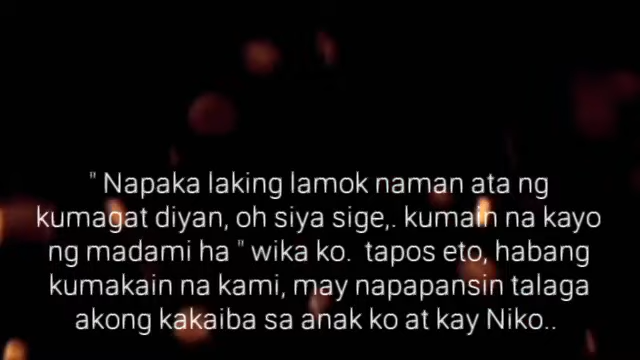 " Napaka laking lamok naman ata ng
kumagat diyan, oh siya sige,. kumain na kayo
ng madami ha " wika ko.  tapos eto, habang
kumakain na kami, may napapansin talaga
akong kakaiba sa anak ko at kay Niko..